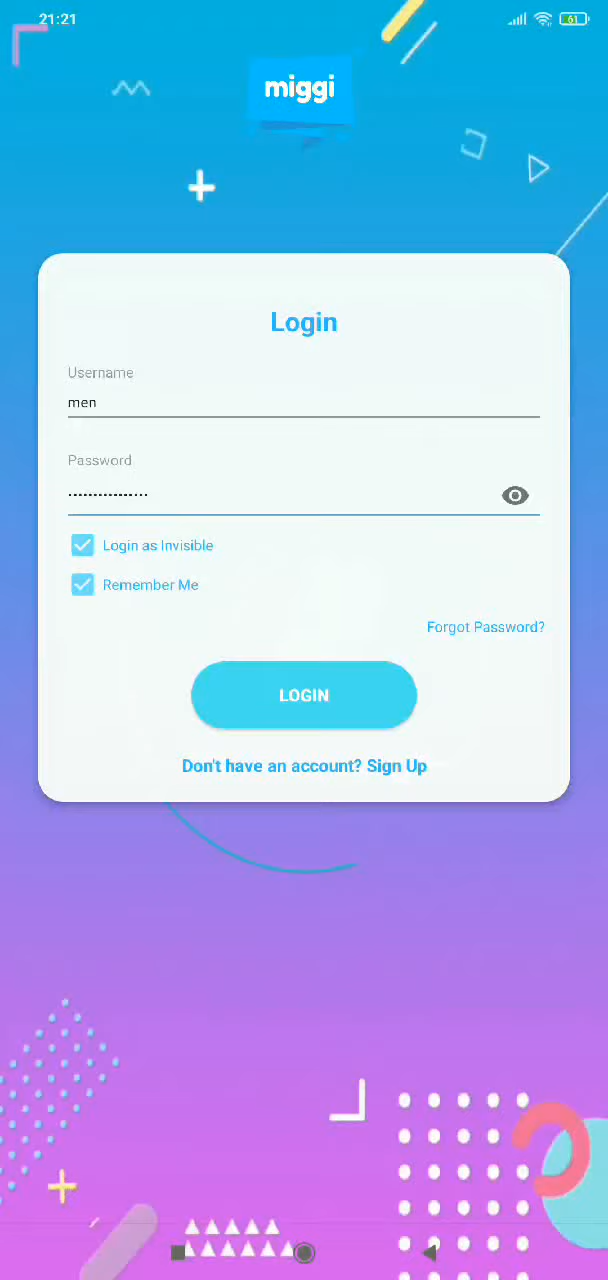 21:21
61
miggi
Login
Username
men
Password
................
Login as Invisible
Remember Me
Forgot Password?
LOGIN
Don't have an account? Sign Up